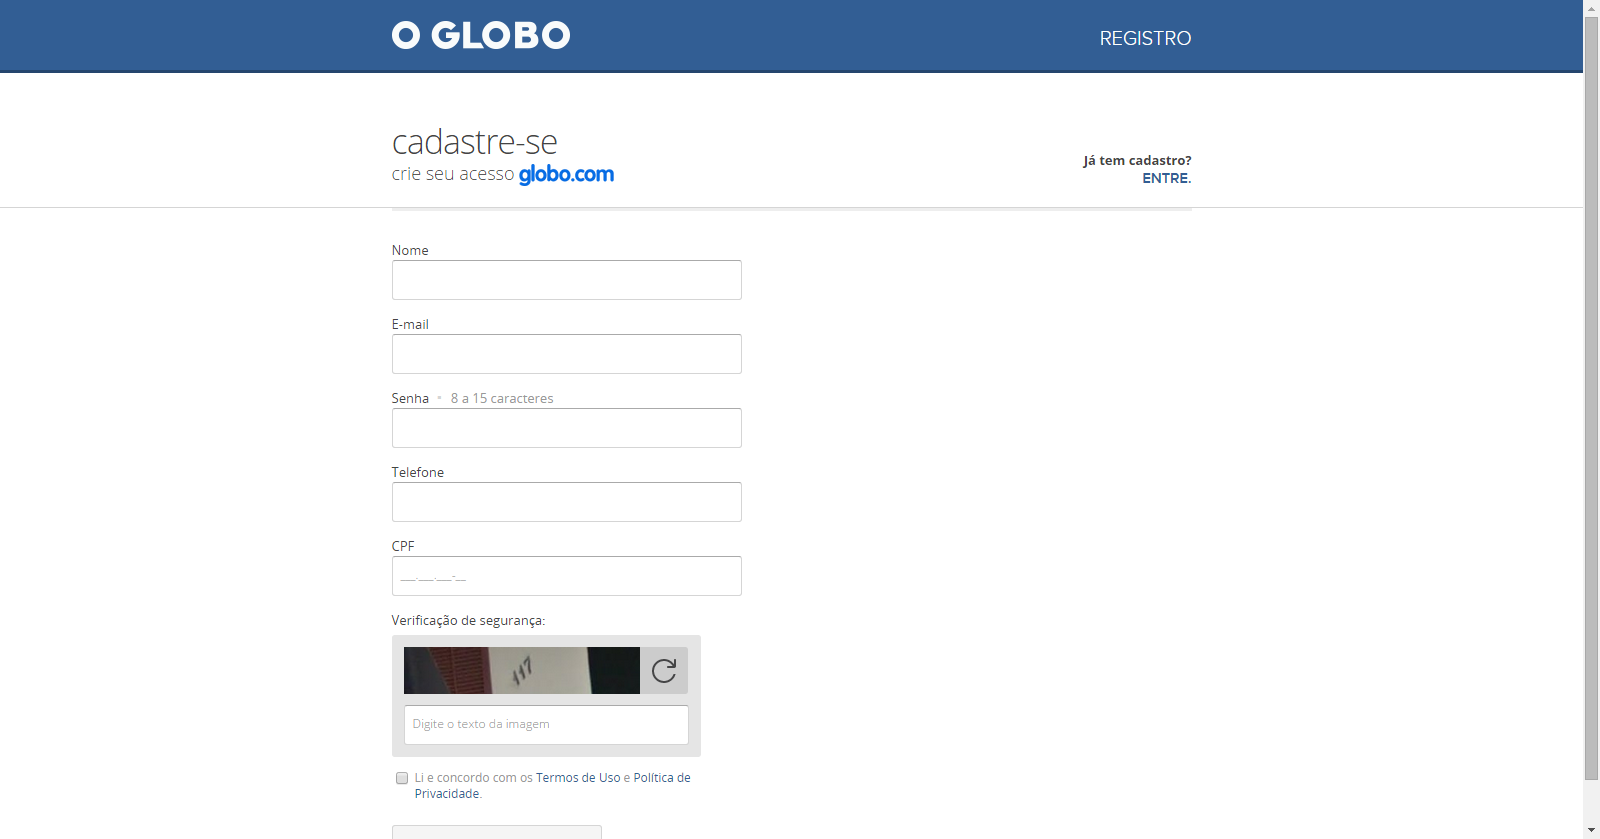 O GLOBO
REGISTRO
cadastre-se
crie seu acesso globo.com
Já tem cadastro?
ENTRE.
Nome
E-mail
Senha • 8 a 15 caracteres
Telefone
CPF
___.___.___-__
Verificação de segurança:
117
Digite o texto da imagem
Li e concordo com os Termos de Uso e Política de
Privacidade.